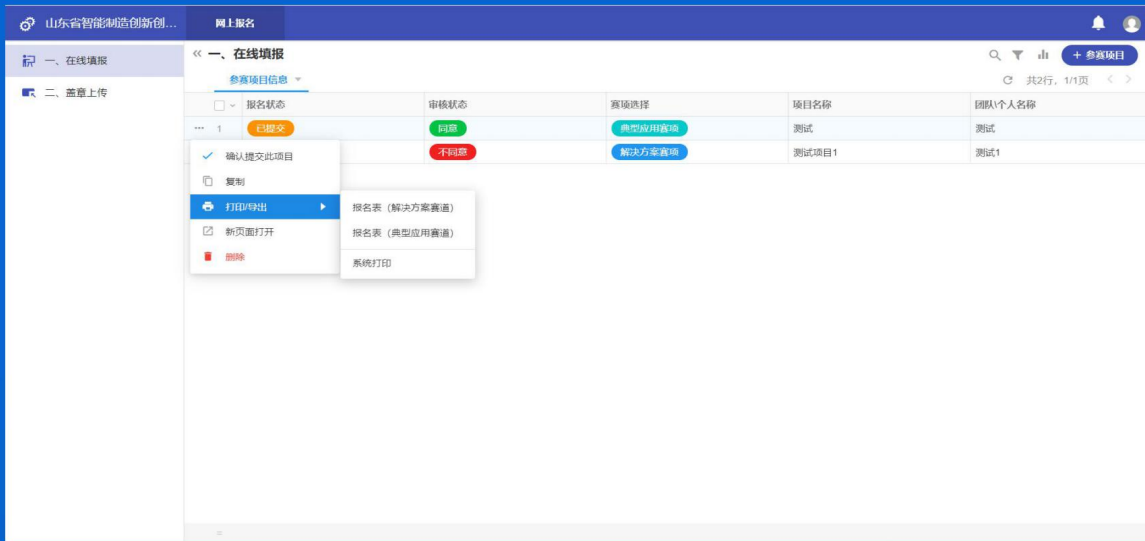 山东省智能制造创新创... 网上报名
一、在线填报
二、盖章上传
一、在线填报
+ 参赛项目
参赛项目信息
共2行，1/1页
报名状态 审核状态 赛项选择 项目名称 团队\个人名称
1 已提交 同意 典型应用赛项 测试 测试
不同意 解决方案赛项 测试项目1 测试1
确认提交此项目
复制
打印/导出
报名表（解决方案赛道）
新页面打开
报名表（典型应用赛道）
删除
系统打印